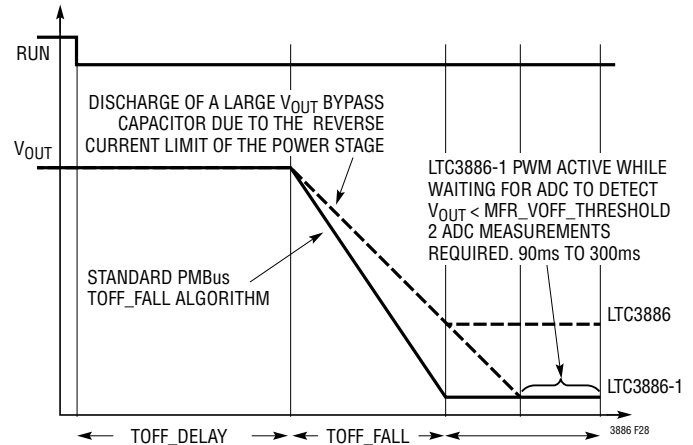 RUN
DISCHARGE OF A LARGE VOUT BYPASS
CAPACITOR DUE TO THE REVERSE
CURRENT LIMIT OF THE POWER STAGE
VOUT
LTC3886-1 PWM ACTIVE WHILE
WAITING FOR ADC TO DETECT
VOUT < MFR_VOFF_THRESHOLD
2 ADC MEASUREMENTS
REQUIRED. 90ms TO 300ms
STANDARD PMBus
TOFF_FALL ALGORITHM
LTC3886
LTC3886-1
TOFF_DELAY
TOFF_FALL
3886 F28